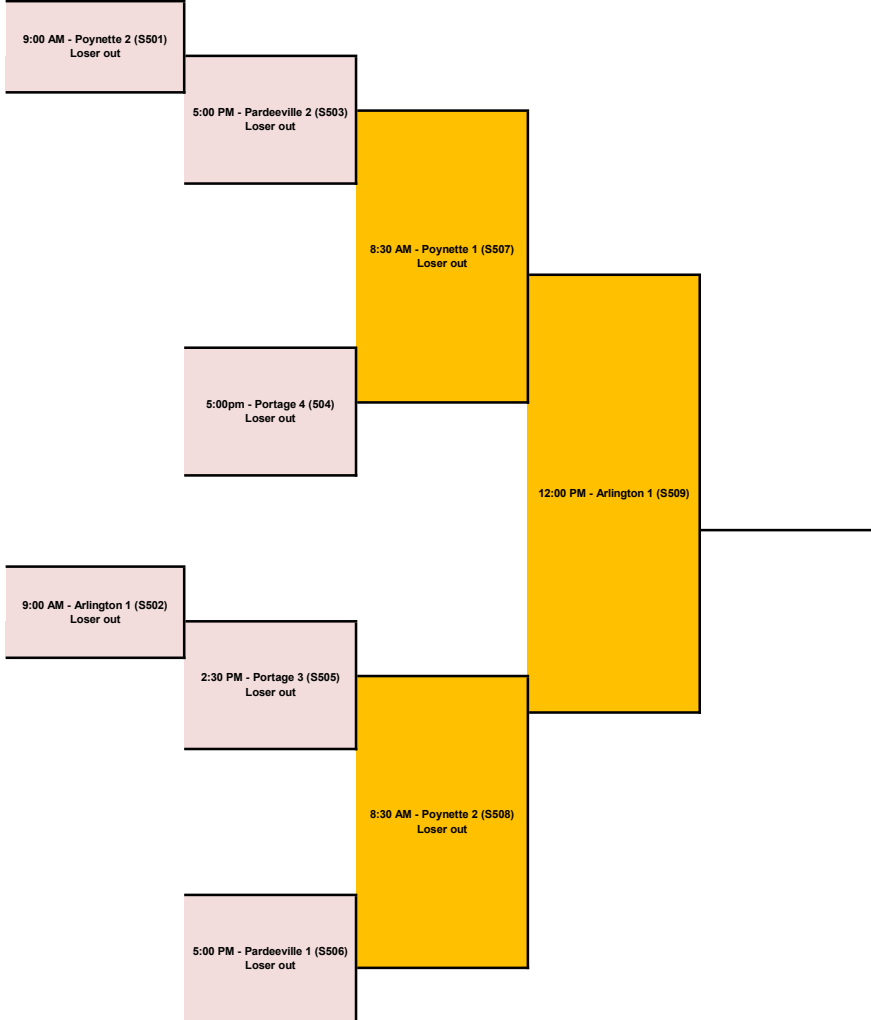 9:00 AM - Poynette 2 (S501)
Loser out
5:00 PM - Pardeeville 2 (S503)
Loser out
8:30 AM - Poynette 1 (S507)
Loser out
5:00pm - Portage 4 (504)
Loser out
12:00 PM - Arlington 1 (S509)
9:00 AM - Arlington 1 (S502)
Loser out
2:30 PM - Portage 3 (S505)
Loser out
8:30 AM - Poynette 2 (S508)
Loser out
5:00 PM - Pardeeville 1 (S506)
Loser out